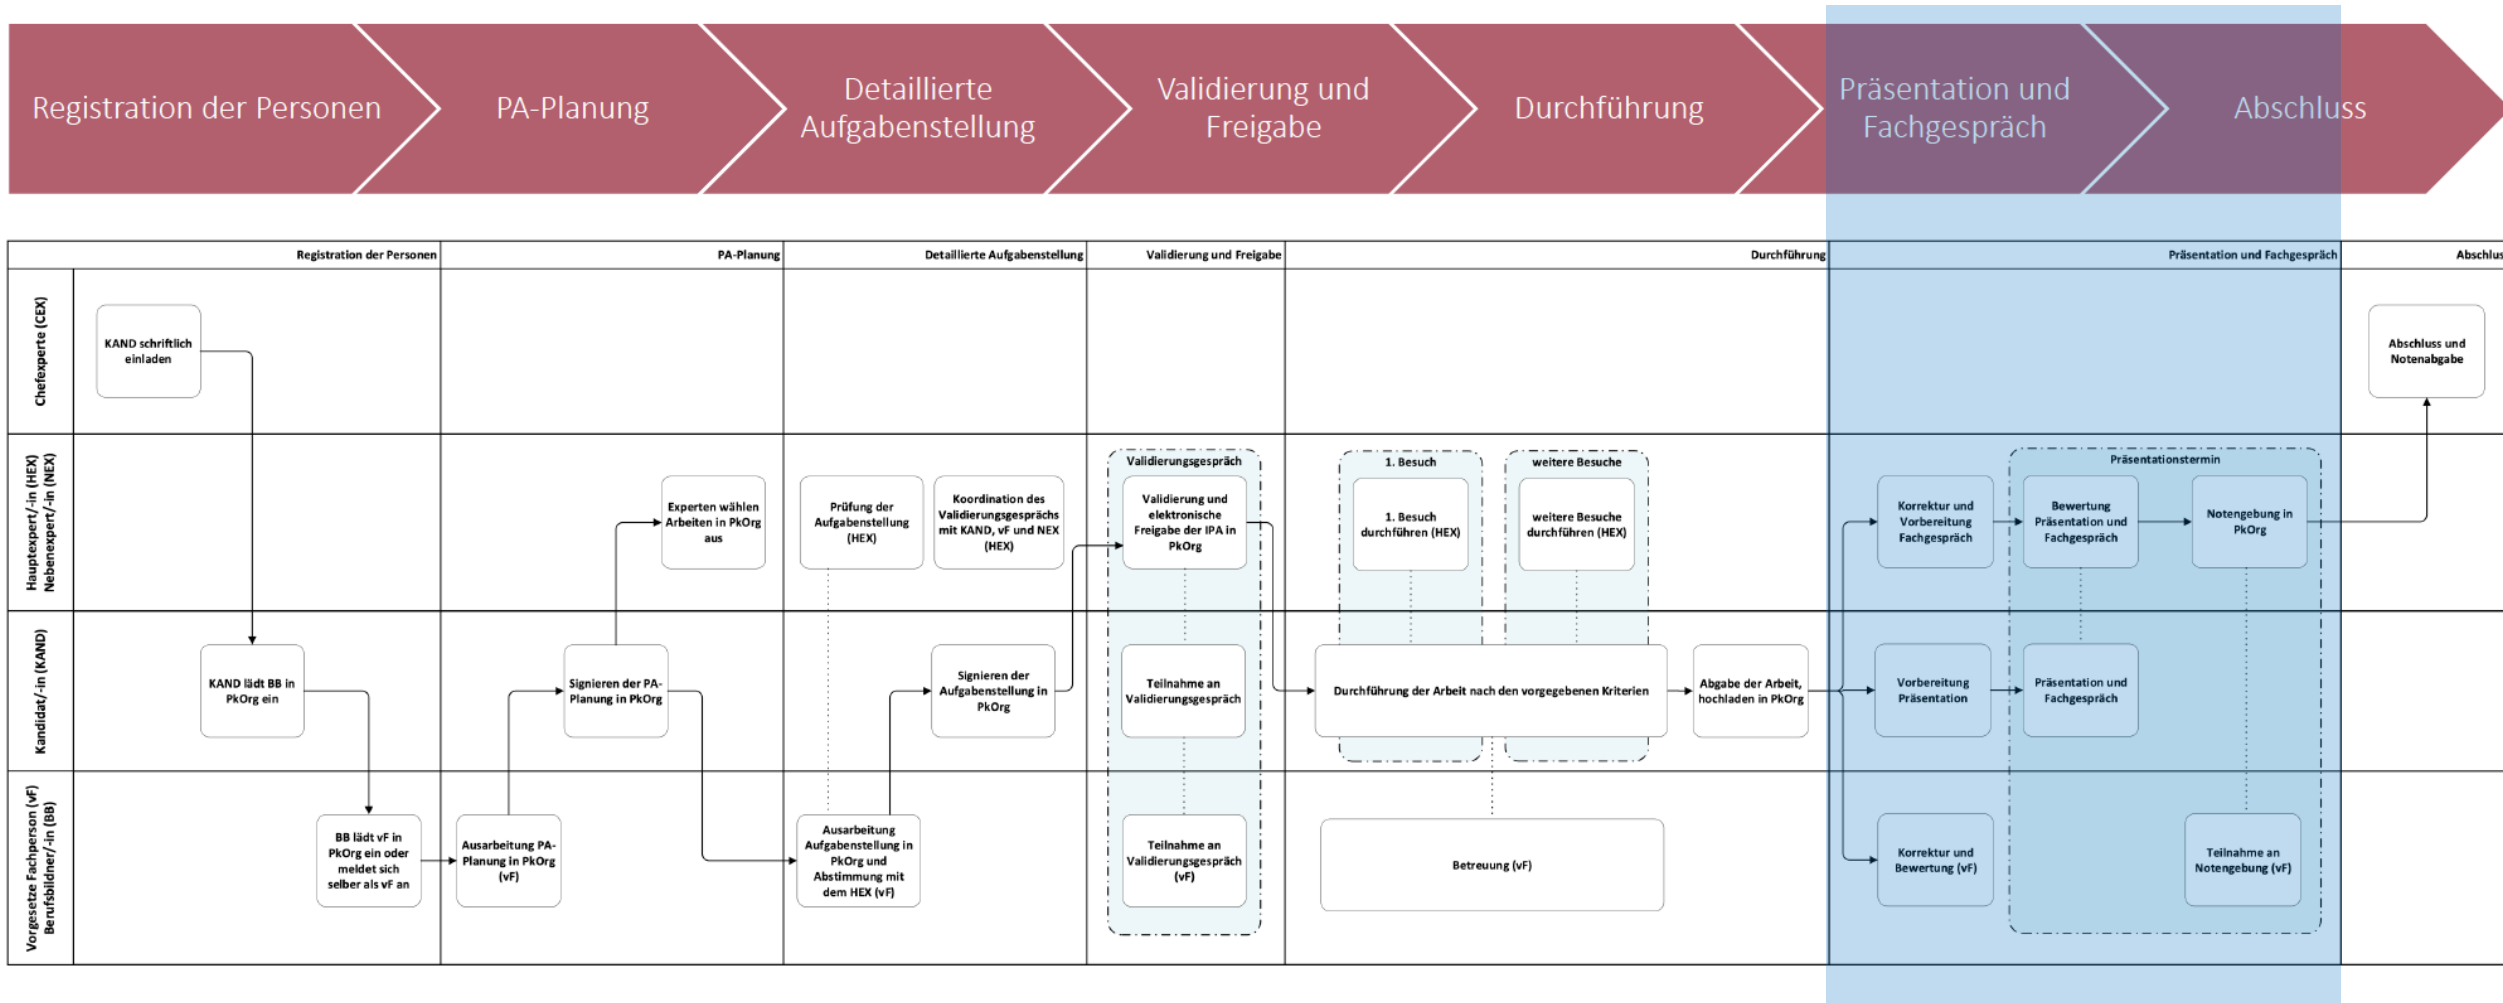 Registration der Personen
PA-Planung
Detaillierte
Aufgabenstellung
Validierung und
Freigabe
Durchführung
Präsentation und
Fachgespräch
Abschluss
Registration der Personen
PA-Planung
Detaillierte Aufgabenstellung
Validierung und Freigabe
Durchführung
Präsentation und Fachgespräch
Abschlus
Chefexperte (CEX)
KAND schriftlich
einladen
Abschluss und
Notenabgabe
Hauptexpert/-in (HEX)
Nebenexpert/-in (NEX)
Experten wählen
Arbeiten in PkOrg
aus
Prüfung der
Aufgabenstellung
(HEX)
Koordination des
Validierungsgesprächs
mit KAND, vF und NEX
(HEX)
Validierungsgespräch
Validierung und
elektronische
Freigabe der IPA in
PkOrg
1. Besuch
1. Besuch
durchführen (HEX)
weitere Besuche
weitere Besuche
durchführen (HEX)
Korrektur und
Vorbereitung
Fachgespräch
Präsentationstermin
Bewertung
Präsentation und
Fachgespräch
Notengebung in
PkOrg
Kandidat/-in (KAND)
KAND lädt BB in
PkOrg ein
Signieren der PA-
Planung in PkOrg
Signieren der
Aufgabenstellung in
PkOrg
Teilnahme an
Validierungsgespräch
Durchführung der Arbeit nach den vorgegebenen Kriterien
Abgabe der Arbeit,
hochladen in PkOrg
Vorbereitung
Präsentation
Präsentation und
Fachgespräch
Vorgesetze Fachperson (vF)
Berufsbildner/-in (BB)
BB lädt vF in
PkOrg ein oder
meldet sich
selber als vF an
Ausarbeitung PA-
Planung in PkOrg
(vF)
Ausarbeitung
Aufgabenstellung in
PkOrg und
Abstimmung mit
dem HEX (vF)
Teilnahme an
Validierungsgespräch
(vF)
Betreuung (vF)
Korrektur und
Bewertung (vF)
Teilnahme an
Notengebung (vF)